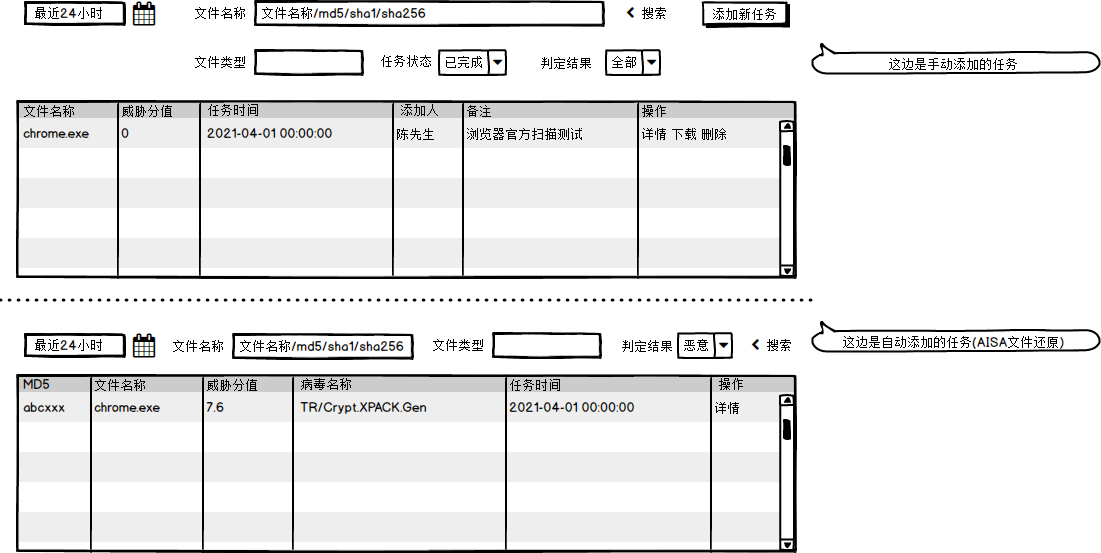 最近24小时 文件名称 文件名称/md5/sha1/sha256 搜索 添加新任务
文件类型 任务状态 已完成 判定结果 全部 这边是手动添加的任务
文件名称 威胁分值 任务时间 添加人 备注 操作
chrome.exe 0 2021-04-01 00:00:00 陈先生 浏览器官方扫描测试 详情 下载 删除
最近24小时 文件名称 文件名称/md5/sha1/sha256 文件类型 判定结果 恶意 搜索 这边是自动添加的任务(AISA文件还原)
MD5 文件名称 威胁分值 病毒名称 任务时间 操作
abcxxx chrome.exe 7.6 TR/Crypt.XPACK.Gen 2021-04-01 00:00:00 详情